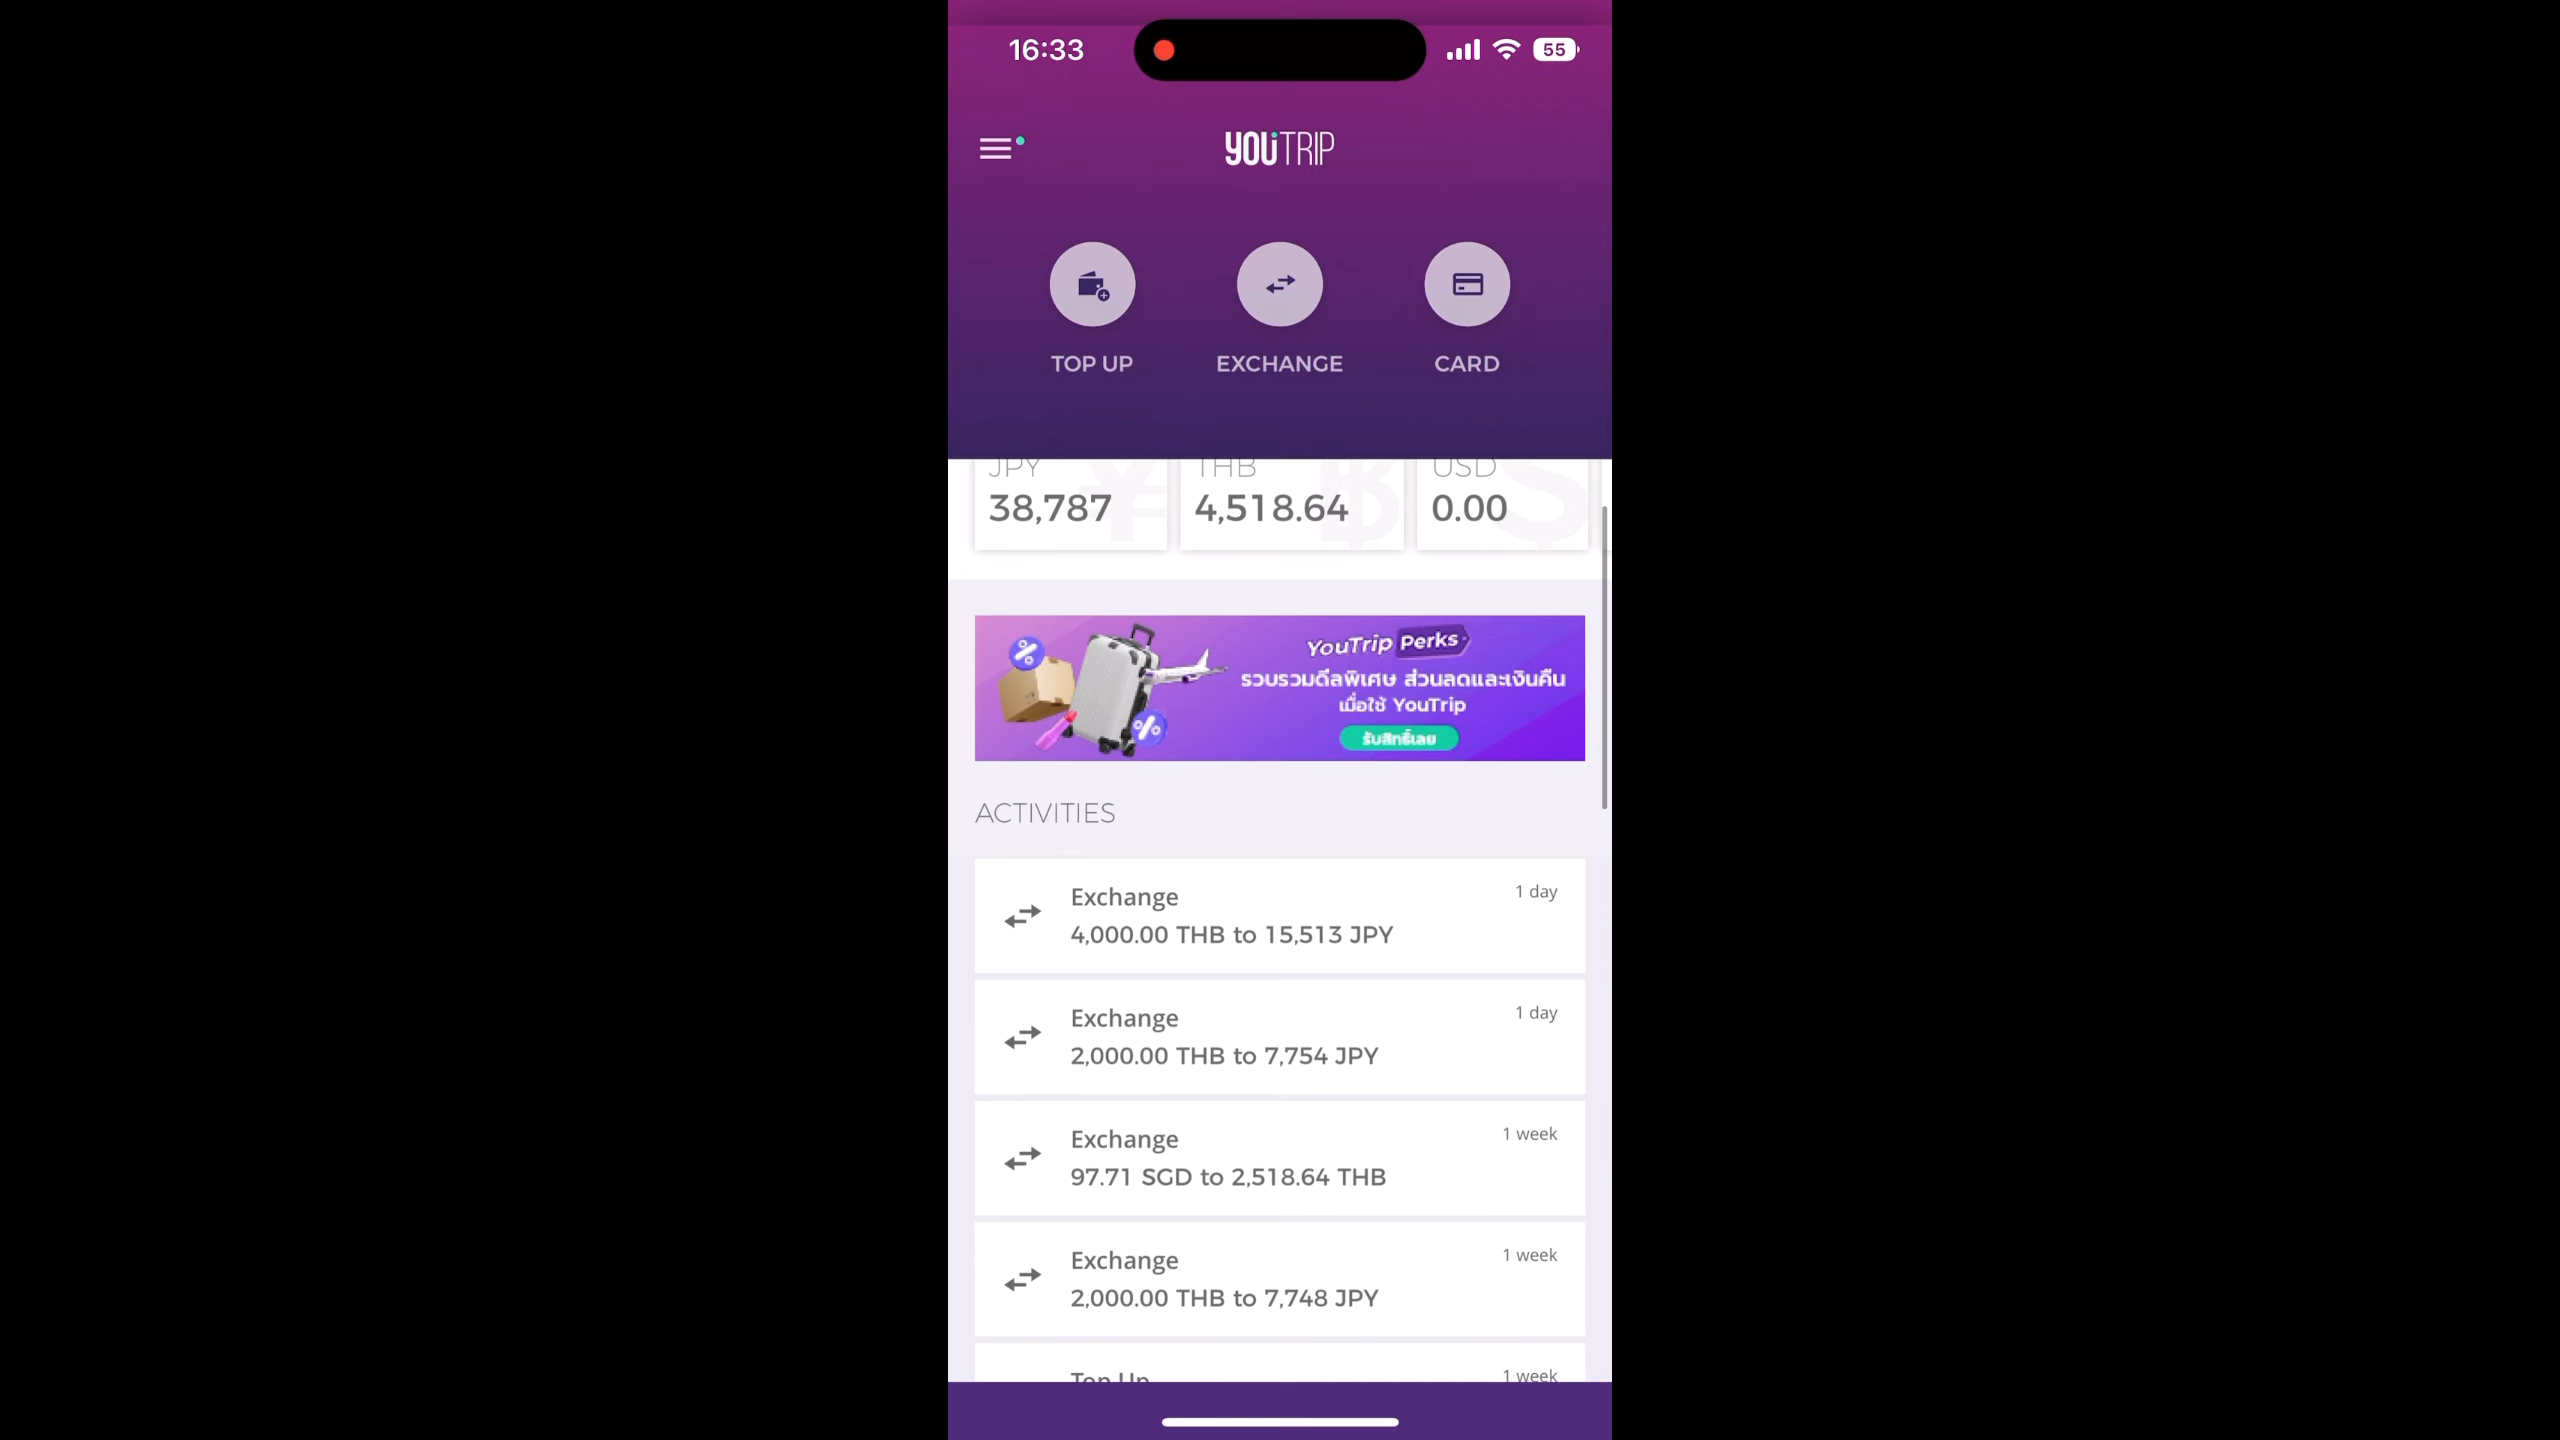 16:33
55
YOUTRIP
TOP UP EXCHANGE CARD
JPY THB USD
38,787 4,518.64 0.00
YouTrip Perks
รวบรวมดีลพิเศษ ส่วนลดและเงินคืน
เมื่อใช้ YouTrip
รับสิทธิ์เลย
ACTIVITIES
Exchange 1 day
4,000.00 THB to 15,513 JPY
Exchange 1 day
2,000.00 THB to 7,754 JPY
Exchange 1 week
97.71 SGD to 2,518.64 THB
Exchange 1 week
2,000.00 THB to 7,748 JPY
Top Up 1 week